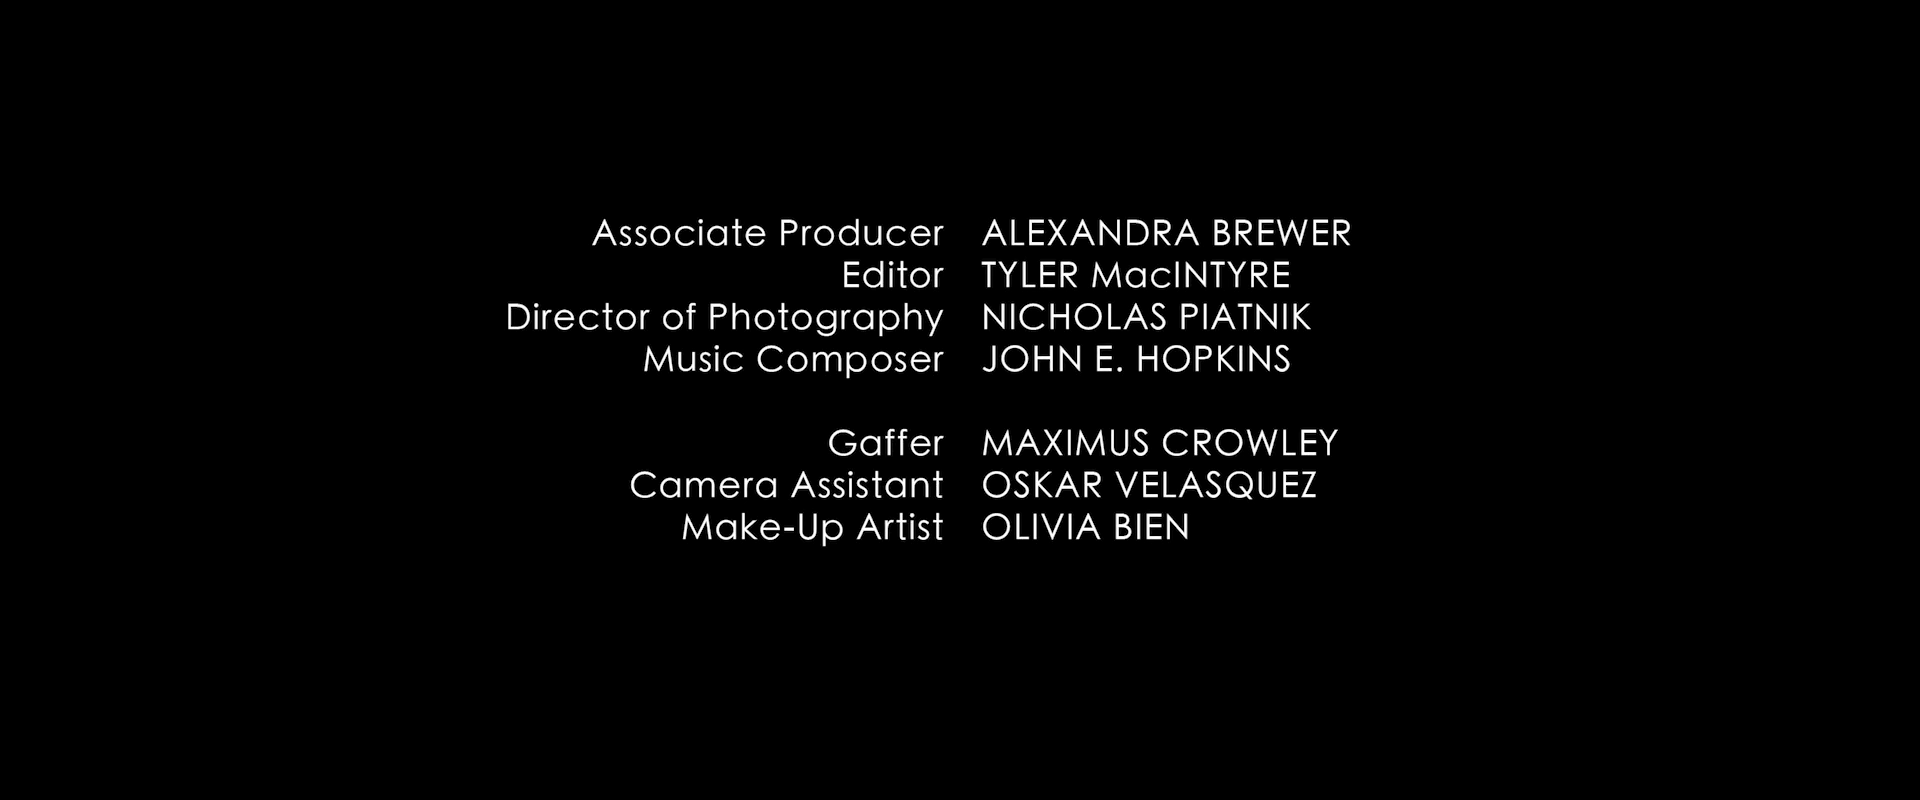 Associate Producer ALEXANDRA BREWER
Editor TYLER MacINTYRE
Director of Photography NICHOLAS PIATNIK
Music Composer JOHN E. HOPKINS
Gaffer MAXIMUS CROWLEY
Camera Assistant OSKAR VELASQUEZ
Make-Up Artist OLIVIA BIEN